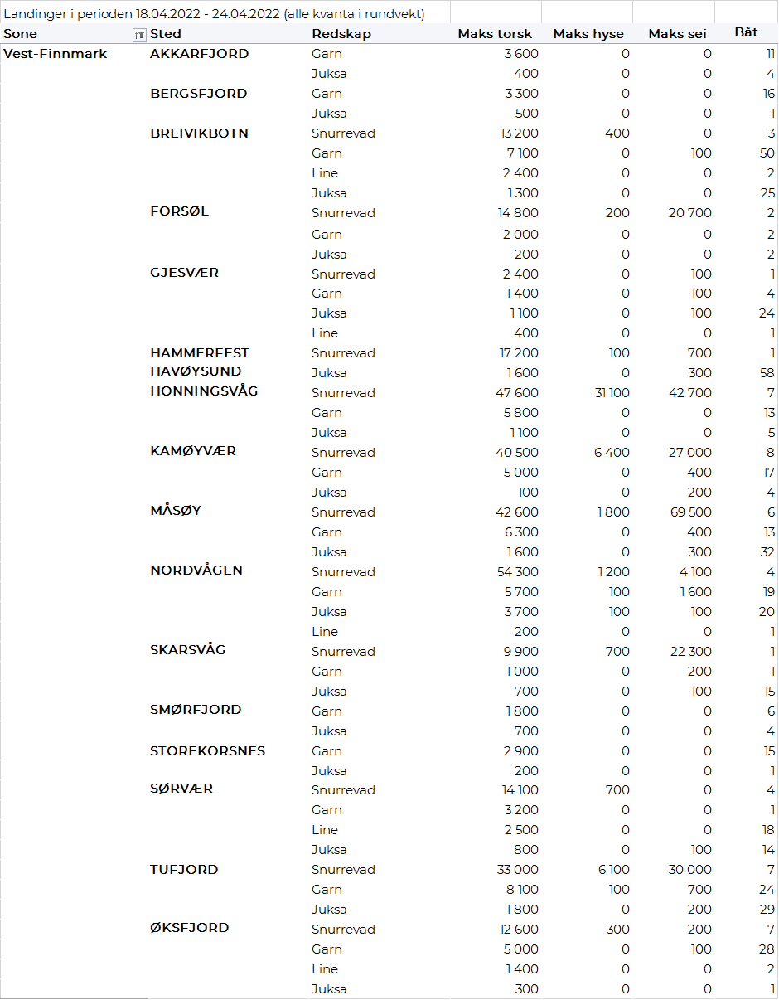 Landinger i perioden 18.04.2022 - 24.04.2022 (alle kvanta i rundvekt)
Sone Sted Redskap Maks torsk Maks hyse Maks sei Båt
Vest-Finnmark AKKARFJORD Garn 3 600 0 0 11
Juksa 400 0 0 4
BERGSFJORD Garn 3 300 0 0 16
Juksa 500 0 0 1
BREIVIKBOTN Snurrevad 13 200 400 0 3
Garn 7 100 0 100 50
Line 2 400 0 0 2
Juksa 1 300 0 0 25
FORSØL Snurrevad 14 800 200 20 700 2
Garn 2 000 0 0 2
Juksa 200 0 0 2
GJESVÆR Snurrevad 2 400 0 100 1
Garn 1 400 0 100 4
Juksa 1 100 0 100 24
Line 400 0 0 1
HAMMERFEST Snurrevad 17 200 100 700 1
HAVØYSUND Juksa 1 600 0 300 58
HONNINGSVÅG Snurrevad 47 600 31 100 42 700 7
Garn 5 800 0 0 13
Juksa 1 100 0 0 5
KAMØYVÆR Snurrevad 40 500 6 400 27 000 8
Garn 5 000 0 400 17
Juksa 100 0 200 4
MÅSØY Snurrevad 42 600 1 800 69 500 6
Garn 6 300 0 400 13
Juksa 1 600 0 300 32
NORDVÅGEN Snurrevad 54 300 1 200 4 100 4
Garn 5 700 100 1 600 19
Juksa 3 700 100 100 20
Line 200 0 0 1
SKARSVÅG Snurrevad 9 900 700 22 300 1
Garn 1 000 0 200 1
Juksa 700 0 100 15
SMØRFJORD Garn 1 800 0 0 6
Juksa 700 0 0 4
STOREKORSNES Garn 2 900 0 0 15
Juksa 200 0 0 1
SØRVÆR Snurrevad 14 100 700 0 4
Garn 3 200 0 0 1
Line 2 500 0 0 18
Juksa 800 0 100 14
TUFJORD Snurrevad 33 000 6 100 30 000 7
Garn 8 100 100 700 24
Juksa 1 800 0 200 29
ØKSFJORD Snurrevad 12 600 300 200 7
Garn 5 000 0 100 28
Line 1 400 0 0 2
Juksa 300 0 0 1